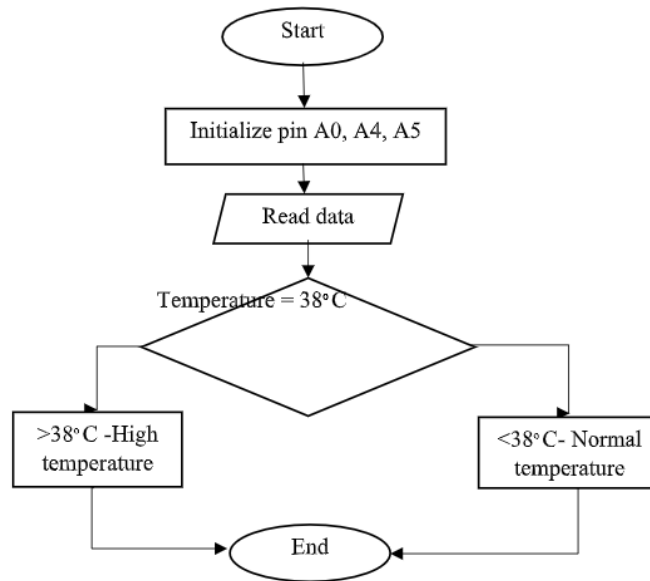 Start
Initialize pin A0, A4, A5
Read data
Temperature = 38°C
>38°C -High
temperature
<38°C- Normal
temperature
End